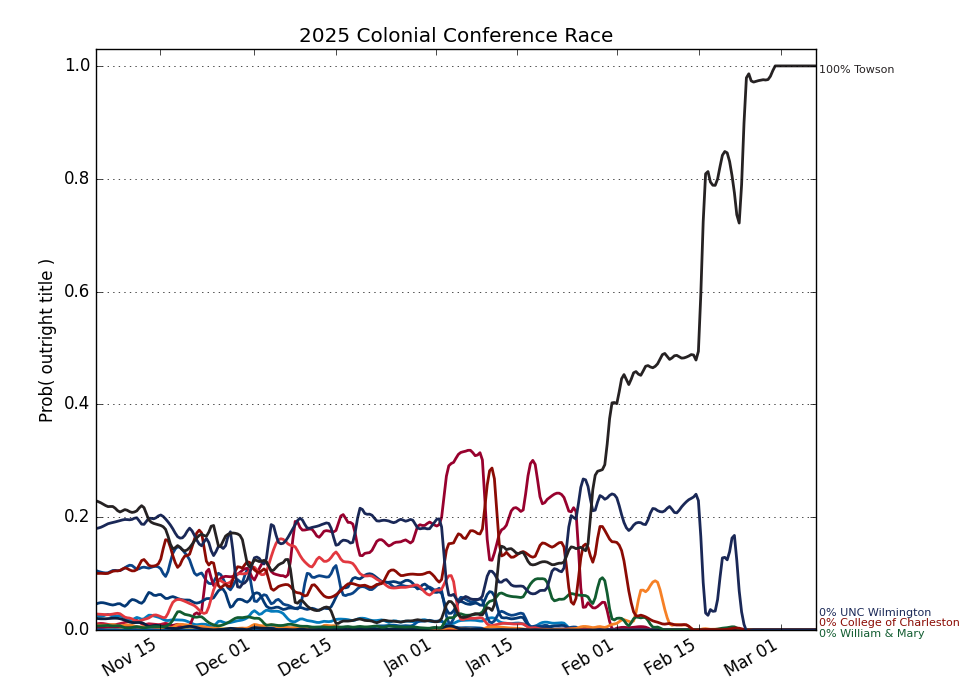 2025 Colonial Conference Race
1.0
100% Towson
0.8
0.6
Prob( outright title )
0.4
0.2
0% UNC Wilmington
0% College of Charleston
0.0
0% William & Mary
Nov 15
Dec 01
Dec 15
Jan 01
Jan 15
Feb 01
Feb 15
Mar 01